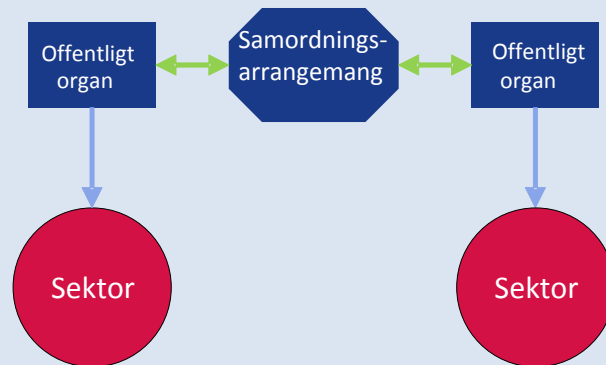 Offentligt
organ
Samordnings-
arrangemang
Offentligt
organ
Sektor
Sektor